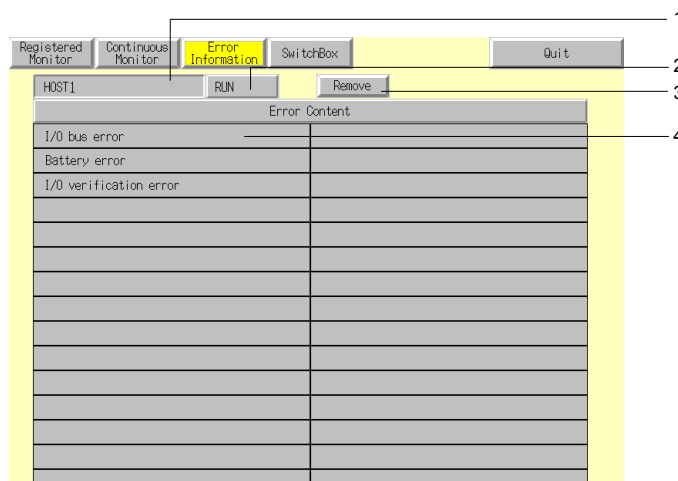 1
Registered Monitor
Continuous Monitor
Error Information
SwitchBox
Quit
2
HOST1
RUN
Remove
3
Error Content
I/O bus error
4
Battery error
I/O verification error